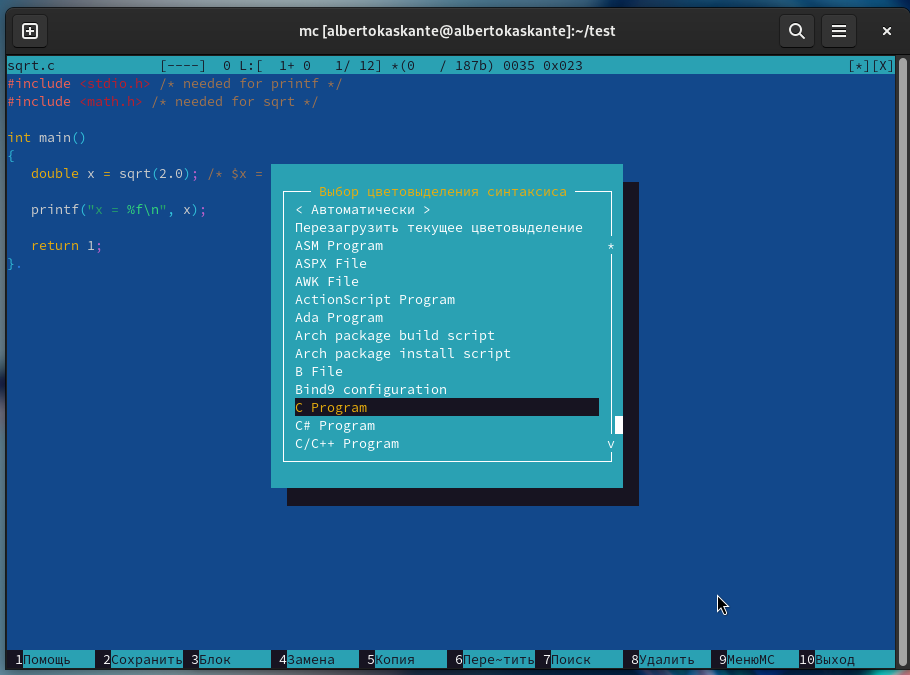 mc [albertokaskante@albertokaskante]:~/test
sqrt.c [----] 0 L:[ 1+ 0 1/ 12] *(0 / 187b) 0035 0x023 [*][X]
#include <stdio.h> /* needed for printf */
#include <math.h> /* needed for sqrt */
int main()
{
double x = sqrt(2.0); /* $x =
printf("x = %f\n", x);
return 1;
}.
Выбор цветовыделения синтаксиса
< Автоматически >
Перезагрузить текущее цветовыделение
ASM Program *
ASPX File
AWK File
ActionScript Program
Ada Program
Arch package build script
Arch package install script
B File
Bind9 configuration
C Program
C# Program
C/C++ Program v
1Помощь 2Сохранить 3Блок 4Замена 5Копия 6Пере~тить 7Поиск 8Удалить 9МенюMC 10Выход